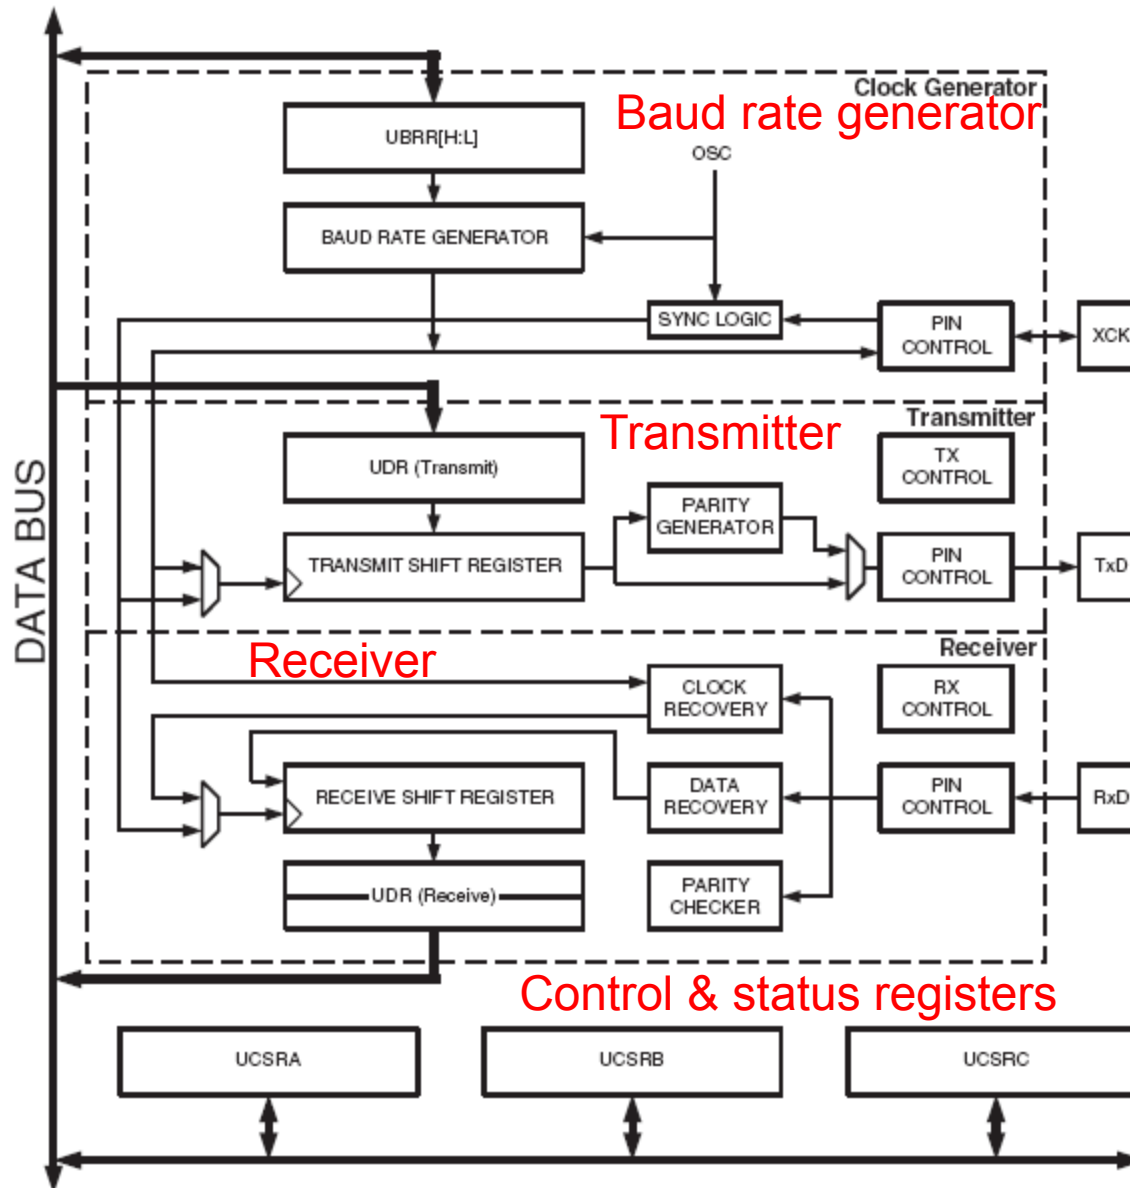 Clock Generator
Baud rate generator
UBRR[H:L]
OSC
BAUD RATE GENERATOR
SYNC LOGIC
PIN
CONTROL
XCK
DATA BUS
Transmitter
Transmitter
UDR (Transmit)
TX
CONTROL
PARITY
GENERATOR
TRANSMIT SHIFT REGISTER
PIN
CONTROL
TxD
Receiver
Receiver
CLOCK
RECOVERY
RX
CONTROL
RECEIVE SHIFT REGISTER
DATA
RECOVERY
PIN
CONTROL
RxD
UDR (Receive)
PARITY
CHECKER
Control & status registers
UCSRA
UCSRB
UCSRC